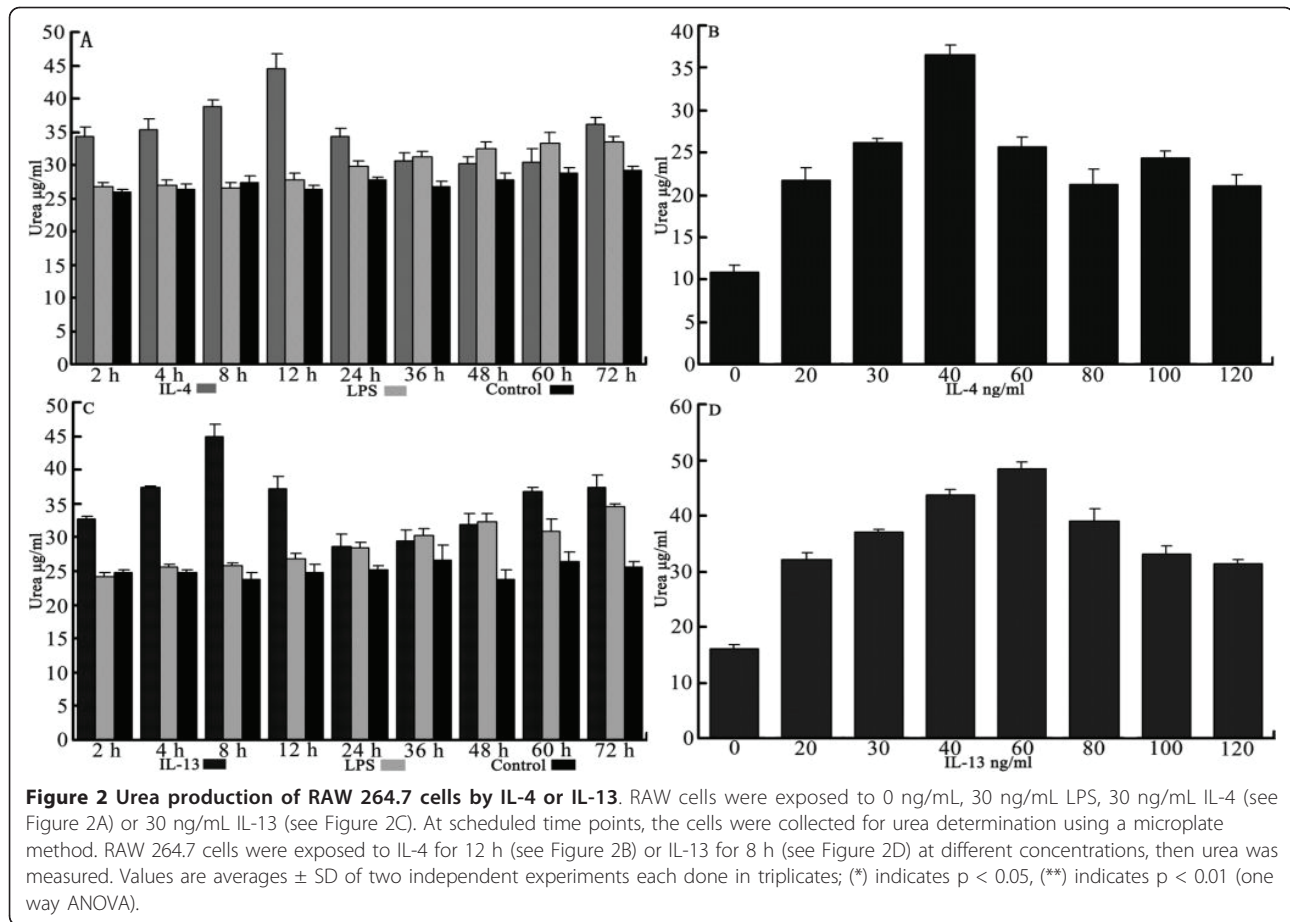 A
50
45
40
35
30
25
20
15
10
5
0
Urea µg/ml
2 h 4 h 8 h 12 h 24 h 36 h 48 h 60 h 72 h
IL-4 LPS Control
B
40
35
30
25
20
15
10
5
0
Urea µg/ml
0 20 30 40 60 80 100 120
IL-4 ng/ml
C
50
45
40
35
30
25
20
15
10
5
0
Urea µg/ml
2 h 4 h 8 h 12 h 24 h 36 h 48 h 60 h 72 h
IL-13 LPS Control
D
60
50
40
30
20
10
0
Urea µg/ml
0 20 30 40 60 80 100 120
IL-13 ng/ml
Figure 2 Urea production of RAW 264.7 cells by IL-4 or IL-13. RAW cells were exposed to 0 ng/mL, 30 ng/mL LPS, 30 ng/mL IL-4 (see
Figure 2A) or 30 ng/mL IL-13 (see Figure 2C). At scheduled time points, the cells were collected for urea determination using a microplate
method. RAW 264.7 cells were exposed to IL-4 for 12 h (see Figure 2B) or IL-13 for 8 h (see Figure 2D) at different concentrations, then urea was
measured. Values are averages ± SD of two independent experiments each done in triplicates; (*) indicates p < 0.05, (**) indicates p < 0.01 (one
way ANOVA).